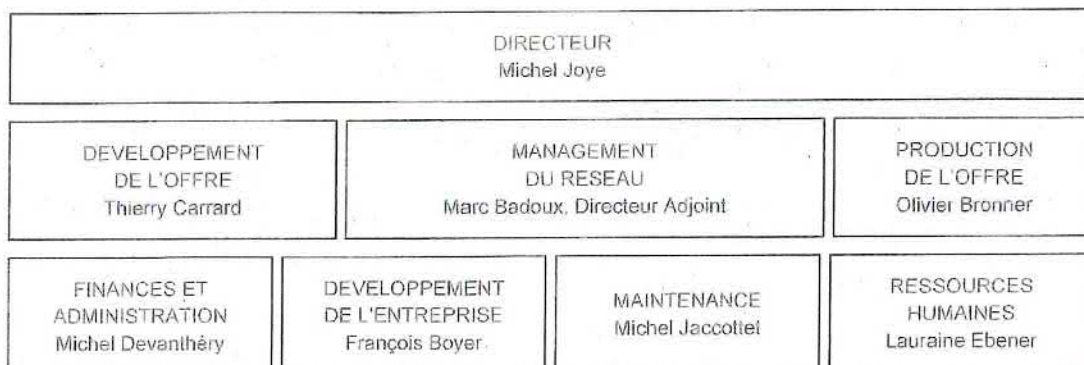 DIRECTEUR
Michel Joye
DEVELOPPEMENT
DE L'OFFRE
Thierry Carrard
MANAGEMENT
DU RESEAU
Marc Badoux, Directeur Adjoint
PRODUCTION
DE L'OFFRE
Olivier Bronner
FINANCES ET
ADMINISTRATION
Michel Devanthéry
DEVELOPPEMENT
DE L'ENTREPRISE
François Boyer
MAINTENANCE
Michel Jaccottet
RESSOURCES
HUMAINES
Lauraine Ebener